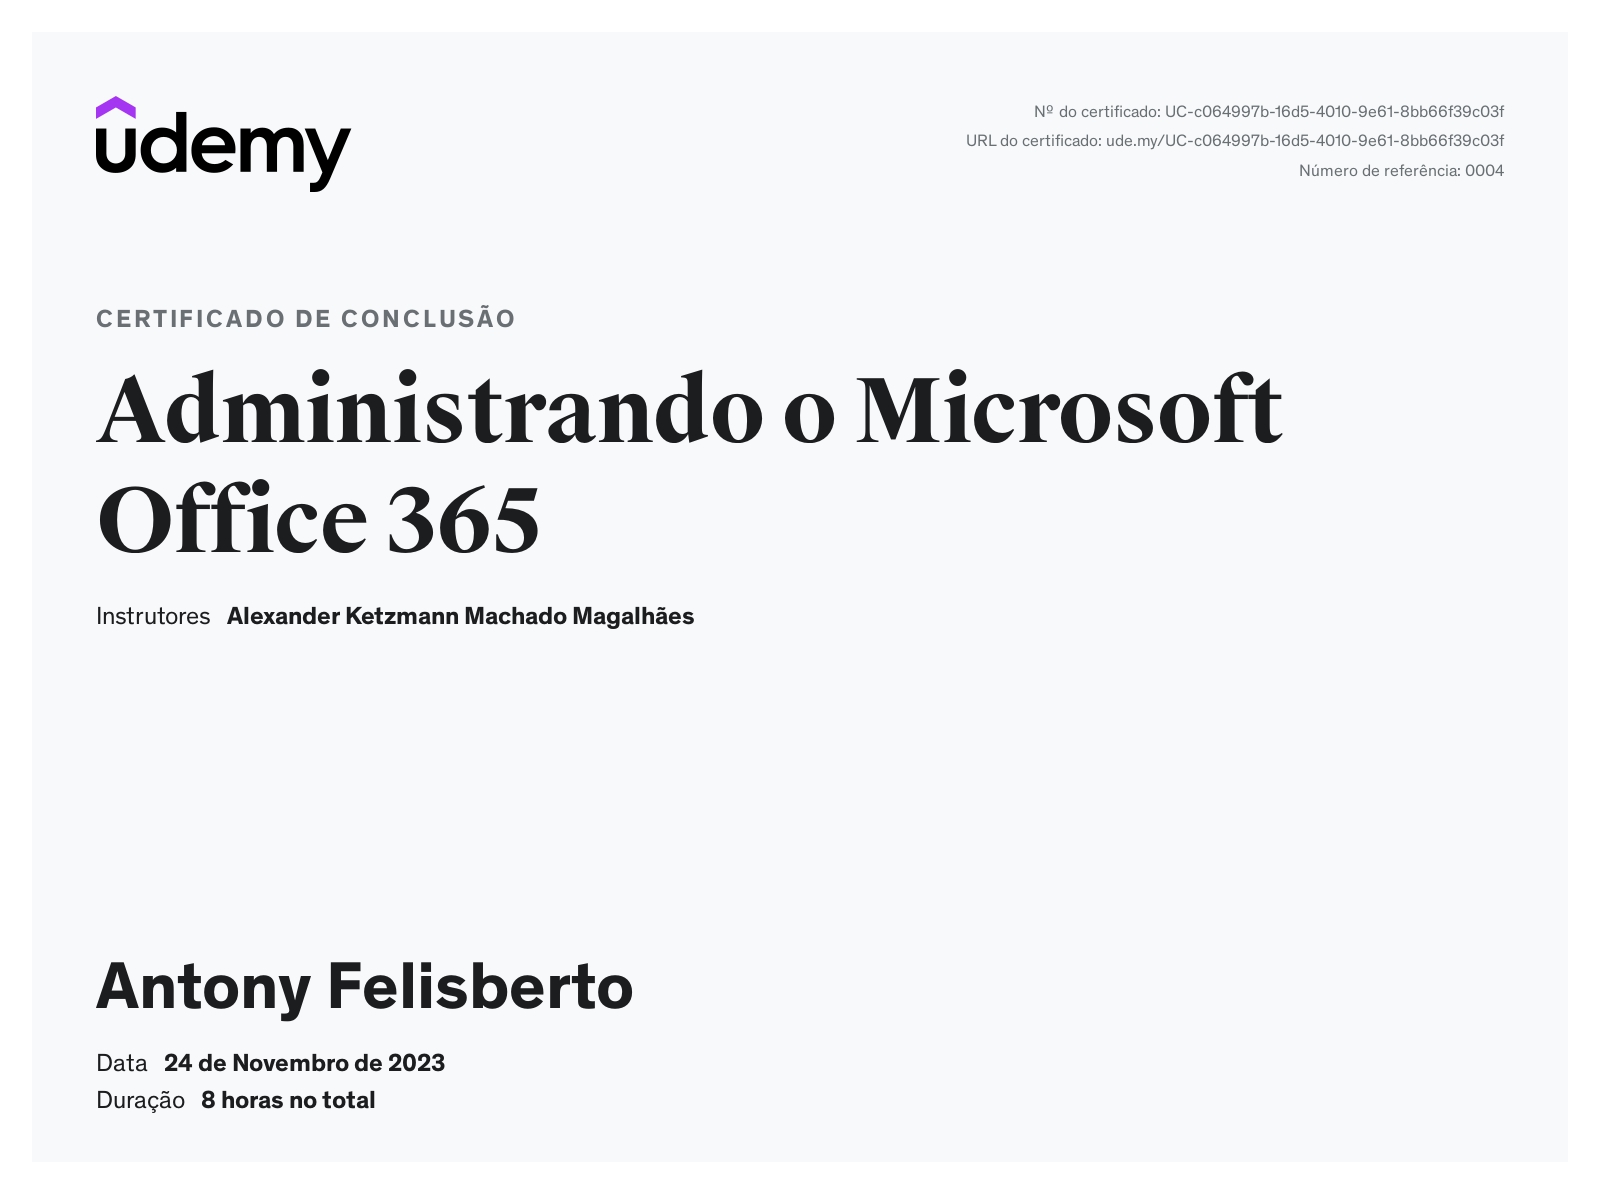 udemy
Nº do certificado: UC-c064997b-16d5-4010-9e61-8bb66f39c03f
URL do certificado: ude.my/UC-c064997b-16d5-4010-9e61-8bb66f39c03f
Número de referência: 0004
CERTIFICADO DE CONCLUSÃO
Administrando o Microsoft
Office 365
Instrutores Alexander Ketzmann Machado Magalhães
Antony Felisberto
Data 24 de Novembro de 2023
Duração 8 horas no total